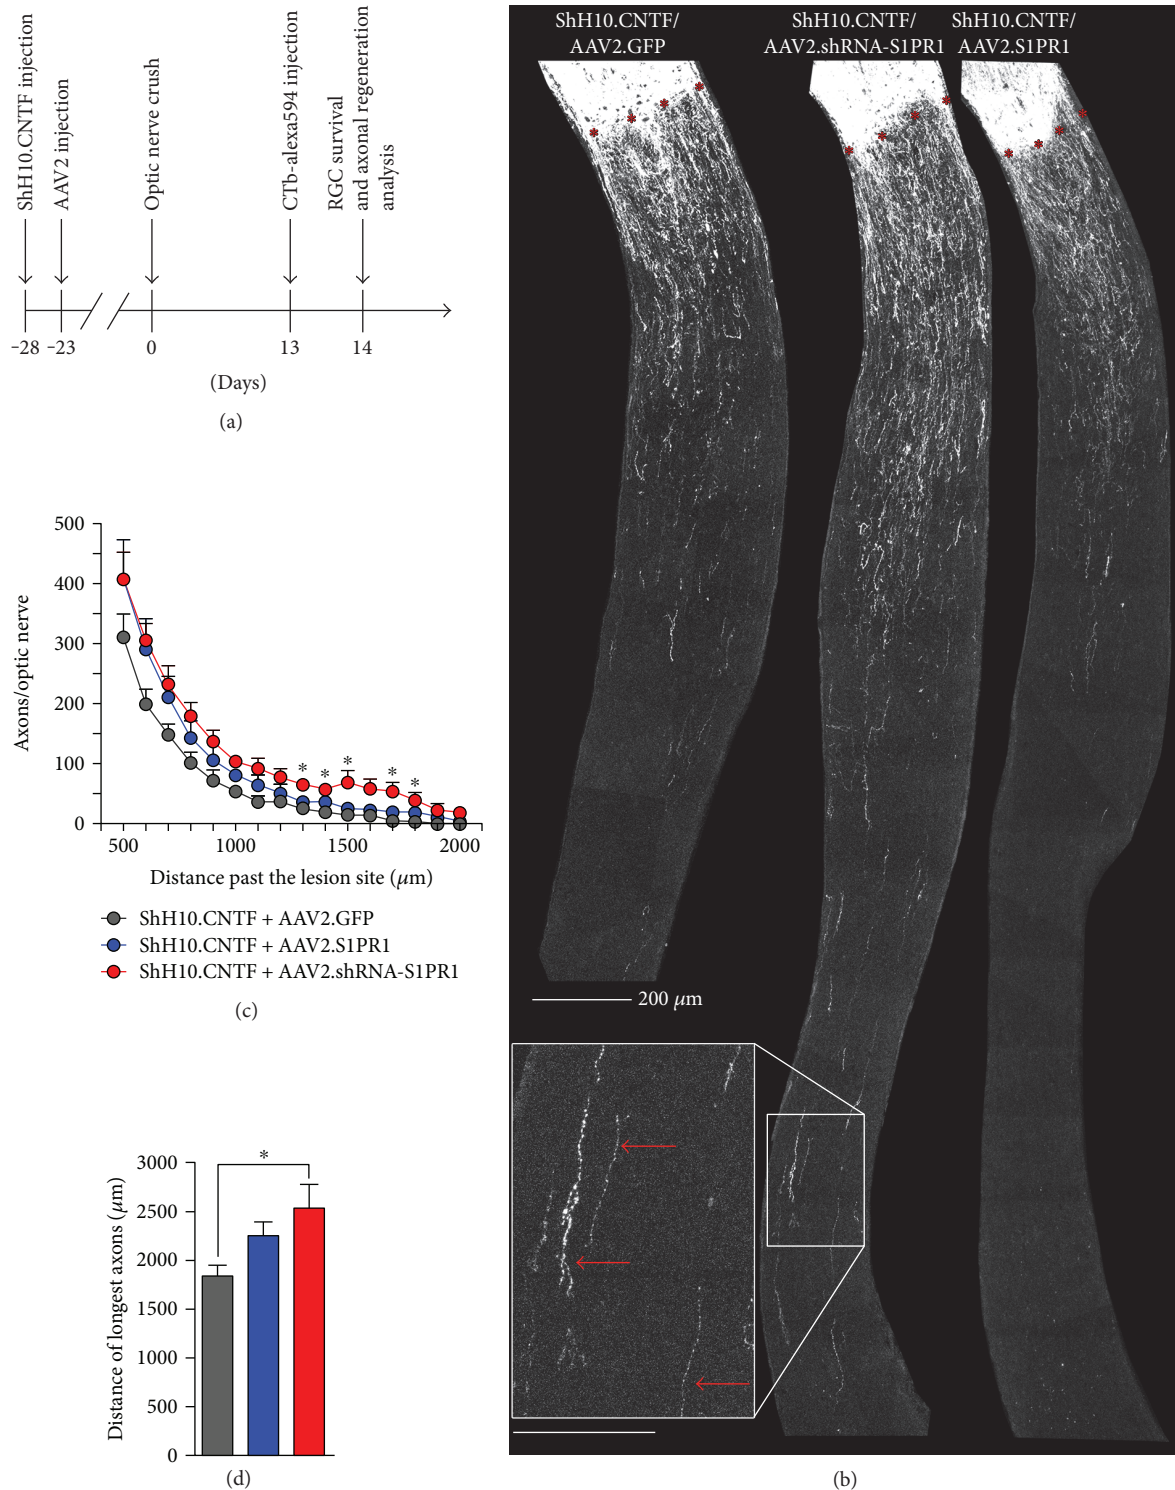 ShH10.CNTF injection
AAV2 injection
Optic nerve crush
CTb-alexa594 injection
RGC survival
and axonal regeneration
analysis
-28
-23
0
13
14
(Days)
(a)
ShH10.CNTF/
AAV2.GFP
ShH10.CNTF/
AAV2.shRNA-S1PR1
ShH10.CNTF/
AAV2.S1PR1
* * * *
* * * *
* * * *
200 μm
(b)
Axons/optic nerve
500
400
300
200
100
0
* * * * *
500
1000
1500
2000
Distance past the lesion site (μm)
ShH10.CNTF + AAV2.GFP
ShH10.CNTF + AAV2.S1PR1
ShH10.CNTF + AAV2.shRNA-S1PR1
(c)
Distance of longest axons (μm)
3000
2500
2000
1500
1000
500
0
*
(d)